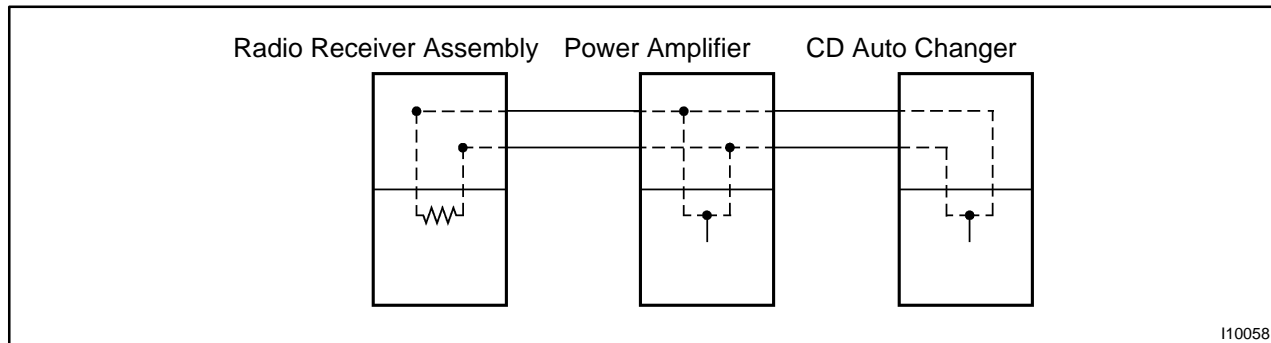 Radio Receiver Assembly Power Amplifier CD Auto Changer
I10058